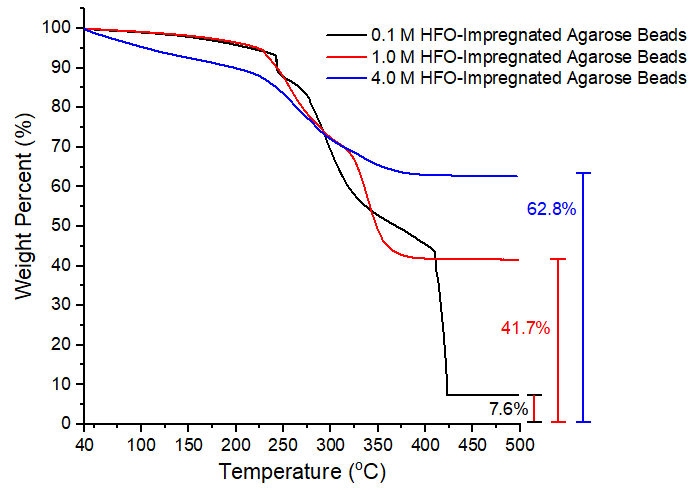 0.1 M HFO-Impregnated Agarose Beads
1.0 M HFO-Impregnated Agarose Beads
4.0 M HFO-Impregnated Agarose Beads
Weight Percent (%)
100
90
80
70
60
50
40
30
20
10
0
62.8%
41.7%
7.6%
40 100 150 200 250 300 350 400 450 500
Temperature (°C)